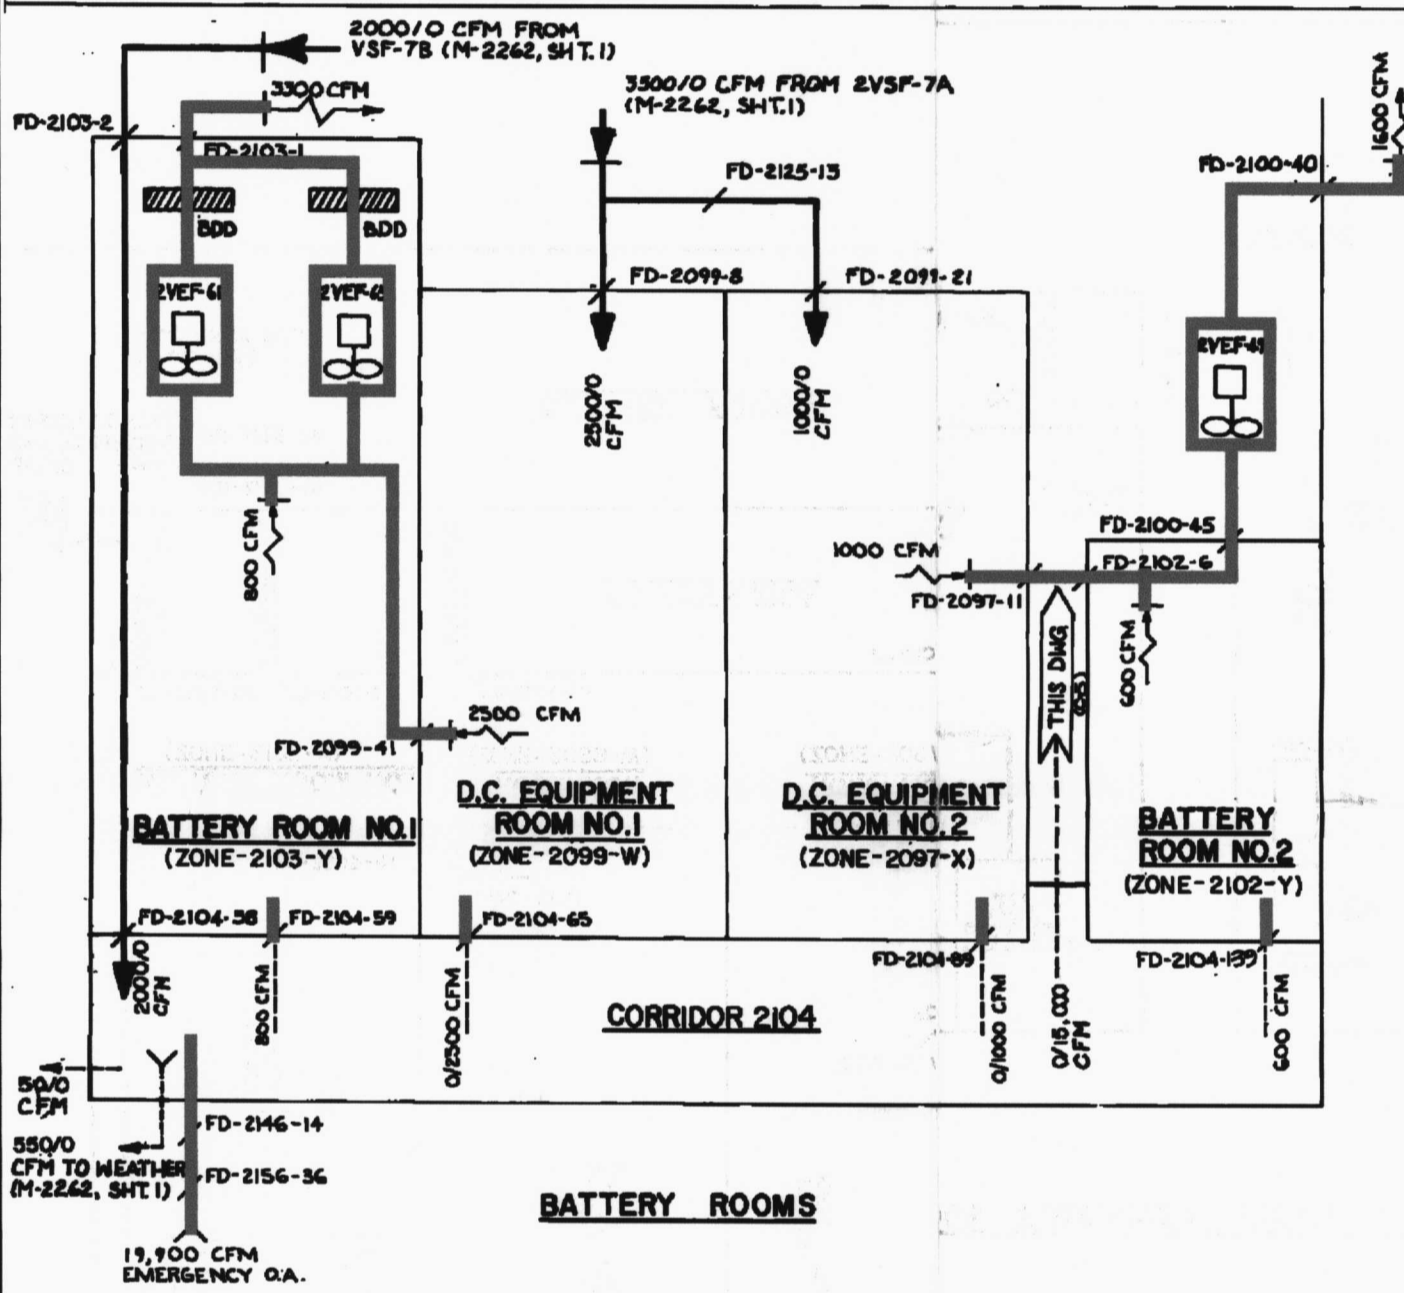 2000/0 CFM FROM
VSF-7B (M-2262, SHT.1)
3300 CFM
3500/0 CFM FROM 2VSF-7A
(M-2262, SHT.1)
1600 CFM
FD-2103-2
FD-2103-1
FD-2125-13
FD-2100-40
BDD
BDD
FD-2099-8
FD-2099-21
2VEF-61
2VEF-49
2500/0
CFM
1000/0
CFM
800 CFM
1000 CFM
FD-2100-45
FD-2102-6
FD-2097-11
THIS DWG
600 CFM
2500 CFM
FD-2099-41
BATTERY ROOM NO.1
(ZONE-2103-Y)
D.C. EQUIPMENT
ROOM NO.1
(ZONE-2099-W)
D.C. EQUIPMENT
ROOM NO.2
(ZONE-2097-X)
BATTERY
ROOM NO.2
(ZONE-2102-Y)
FD-2104-58
FD-2104-59
FD-2104-65
FD-2104-89
FD-2104-139
2000/0
CFM
800 CFM
0/2500 CFM
CORRIDOR 2104
0/1000 CFM
0/15,000
CFM
600 CFM
50/0
CFM
550/0
CFM TO WEATHER
(M-2262, SHT.1)
FD-2146-14
FD-2156-36
BATTERY ROOMS
19,900 CFM
EMERGENCY O.A.